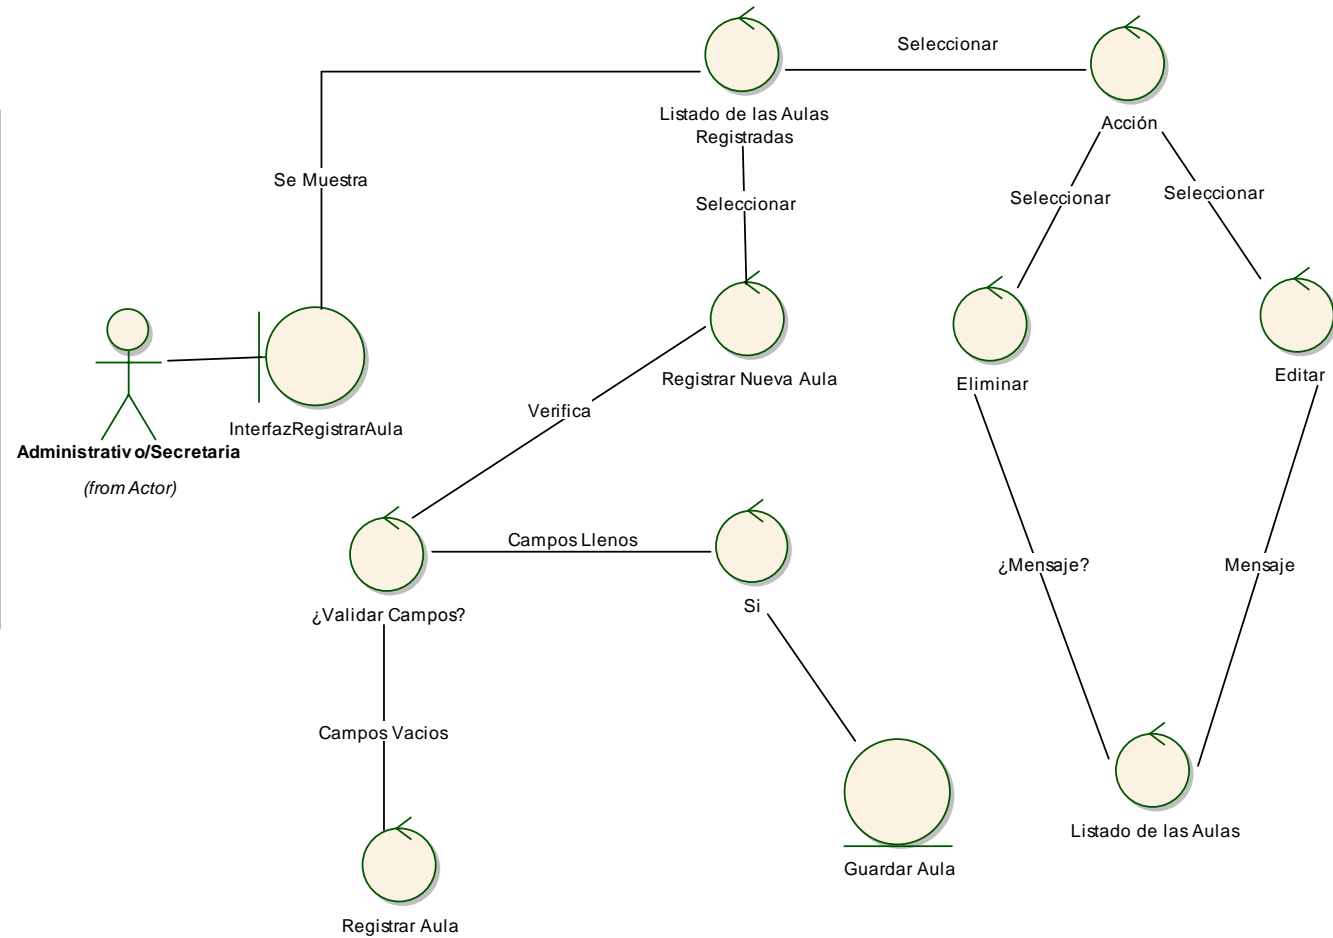 Seleccionar
Listado de las Aulas
Registradas
Acción
Se Muestra
Seleccionar
Seleccionar
Seleccionar
Registrar Nueva Aula
Eliminar
Editar
Verifica
InterfazRegistrarAula
Administrativo/Secretaria
(from Actor)
Campos Llenos
¿Mensaje?
Mensaje
¿Validar Campos?
Si
Campos Vacios
Listado de las Aulas
Guardar Aula
Registrar Aula